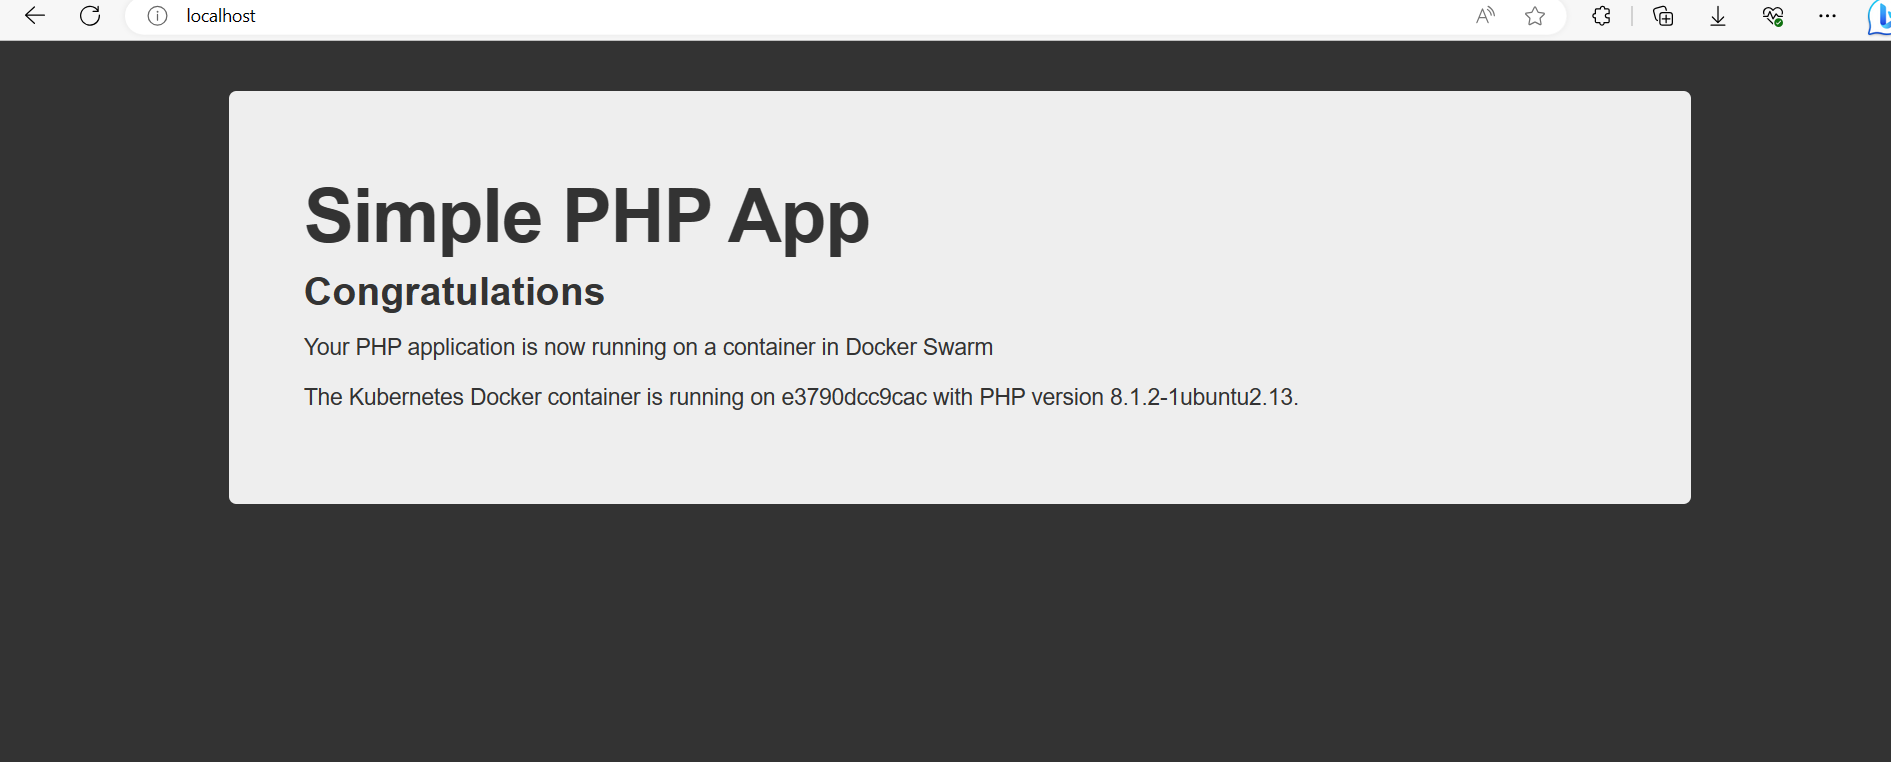 localhost
Simple PHP App
Congratulations
Your PHP application is now running on a container in Docker Swarm
The Kubernetes Docker container is running on e3790dcc9cac with PHP version 8.1.2-1ubuntu2.13.